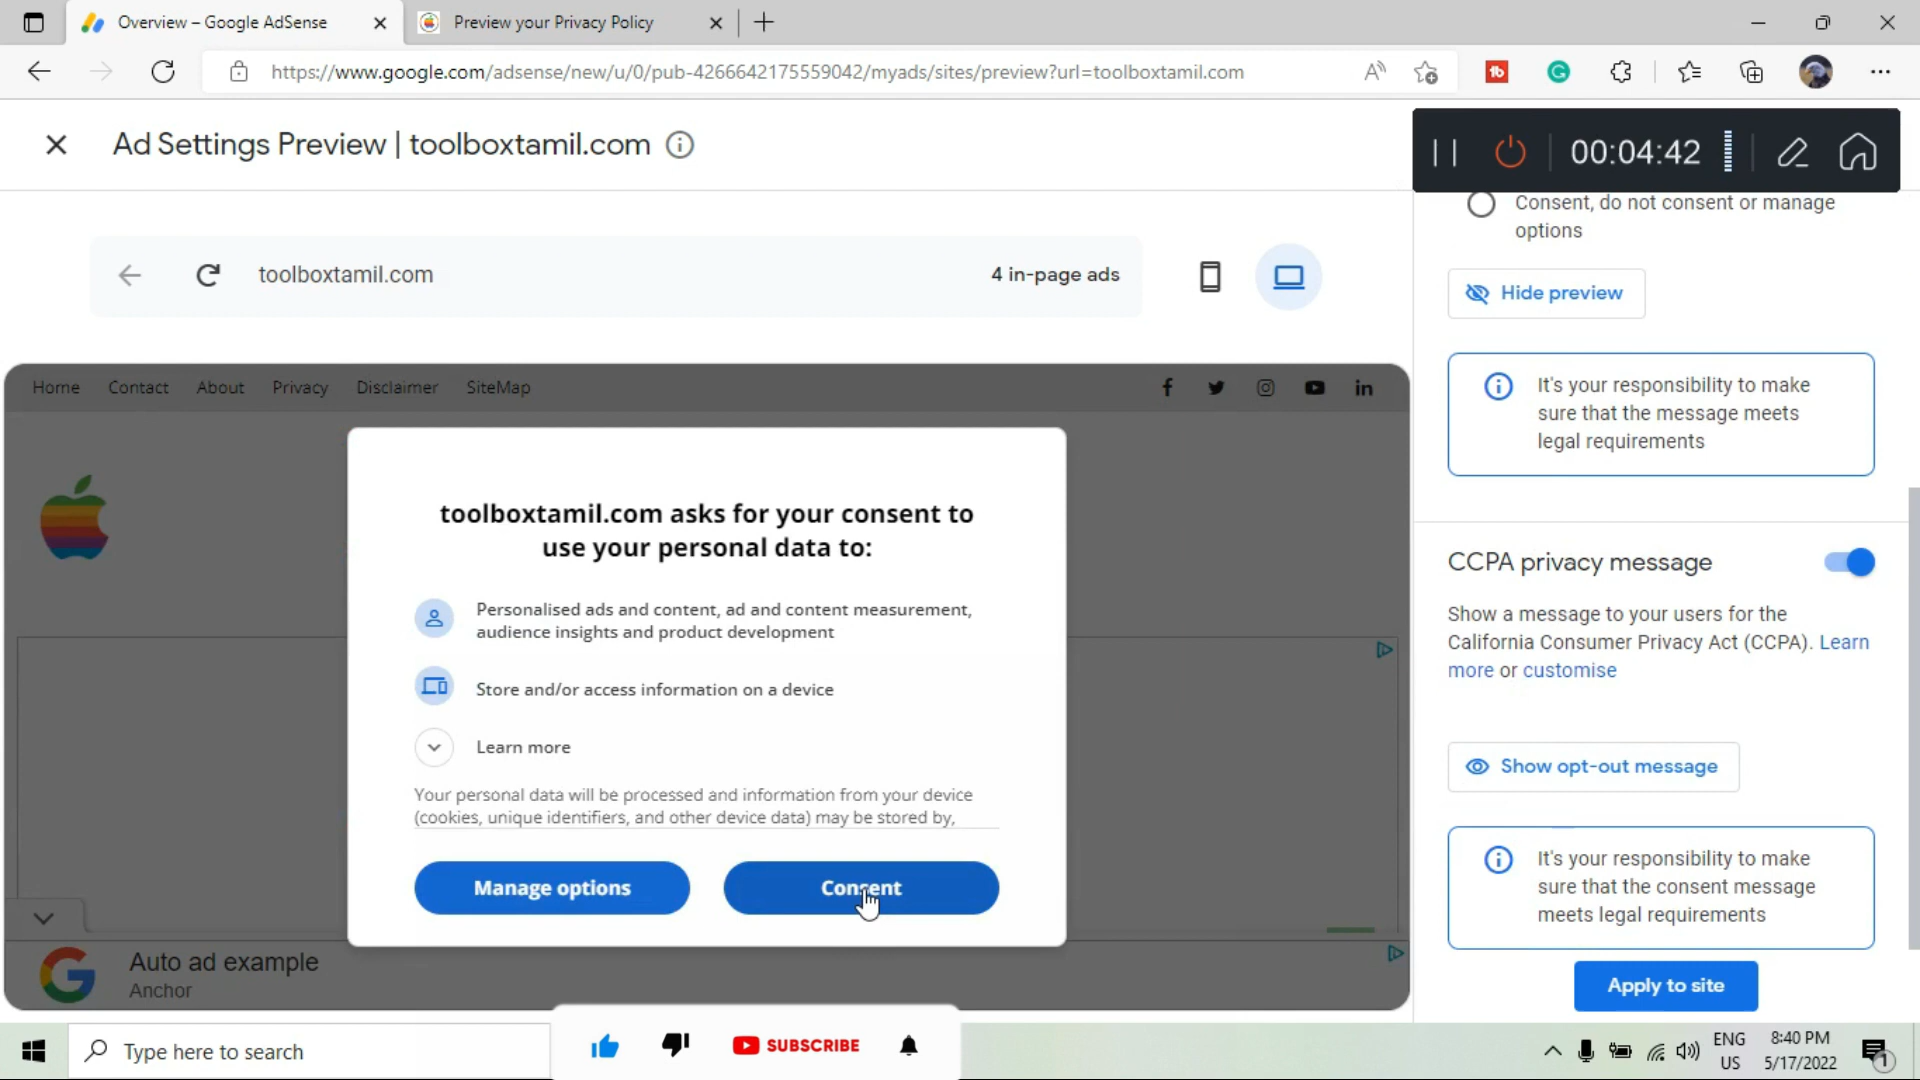 Overview – Google AdSense
Preview your Privacy Policy
https://www.google.com/adsense/new/u/0/pub-4266642175559042/myads/sites/preview?url=toolboxtamil.com
Ad Settings Preview | toolboxtamil.com
00:04:42
toolboxtamil.com
4 in-page ads
Home Contact About Privacy Disclaimer SiteMap
toolboxtamil.com asks for your consent to
use your personal data to:
Personalised ads and content, ad and content measurement,
audience insights and product development
Store and/or access information on a device
Learn more
Your personal data will be processed and information from your device
(cookies, unique identifiers, and other device data) may be stored by,
Manage options
Consent
Auto ad example
Anchor
Consent, do not consent or manage
options
Hide preview
It's your responsibility to make
sure that the message meets
legal requirements
CCPA privacy message
Show a message to your users for the
California Consumer Privacy Act (CCPA). Learn
more or customise
Show opt-out message
It's your responsibility to make
sure that the consent message
meets legal requirements
Apply to site
Type here to search
SUBSCRIBE
ENG
US
8:40 PM
5/17/2022
1